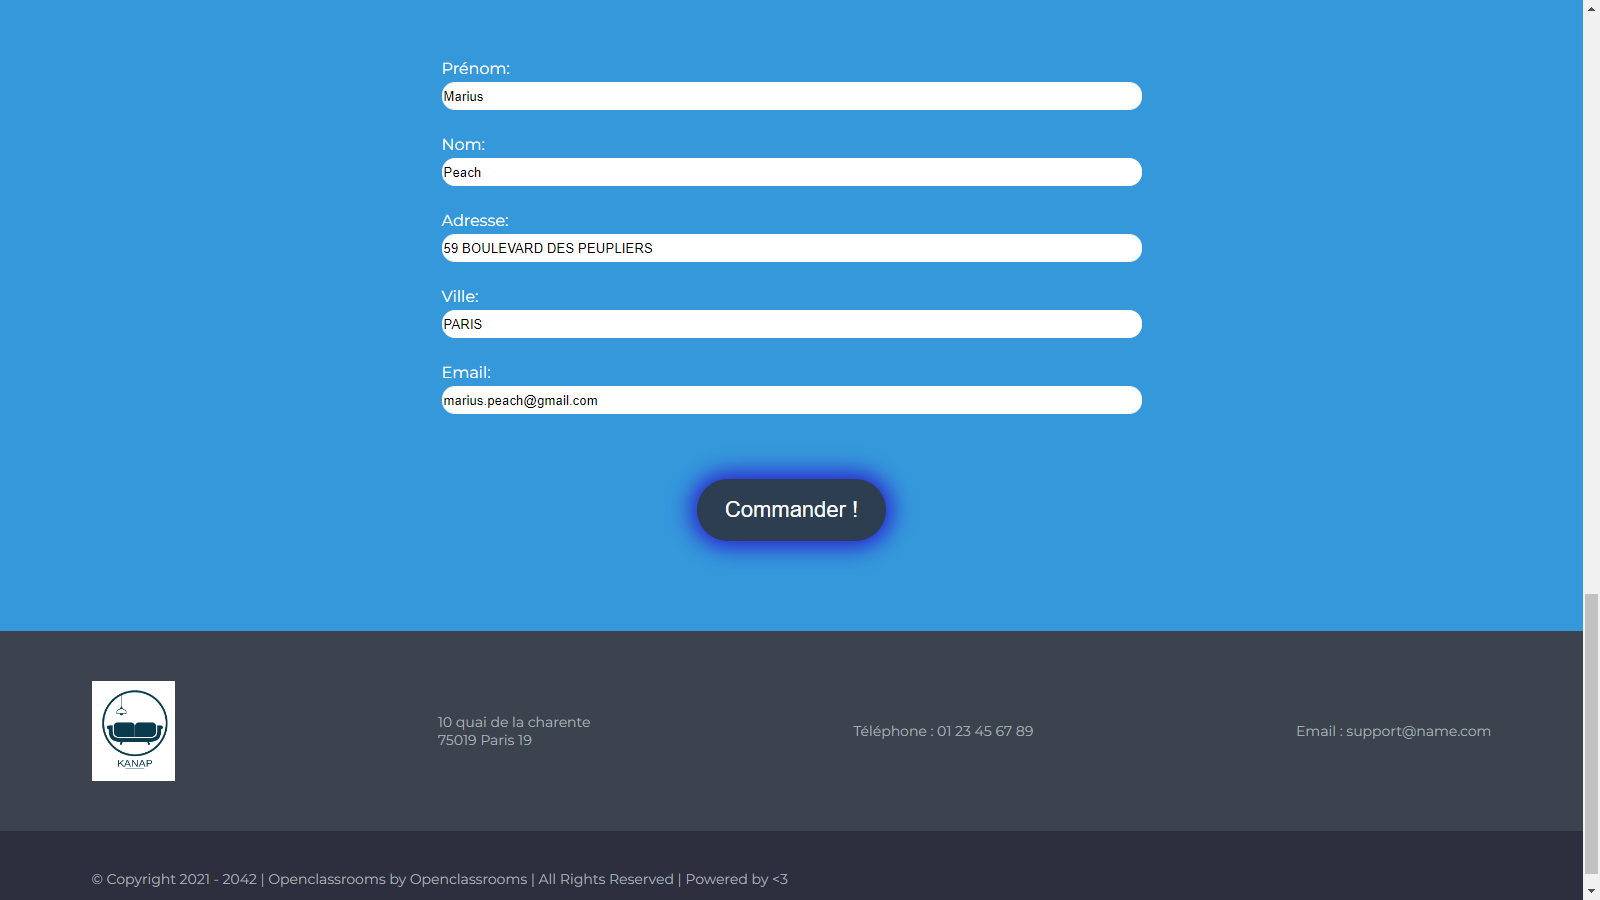 Prénom:
Marius
Nom:
Peach
Adresse:
59 BOULEVARD DES PEUPLIERS
Ville:
PARIS
Email:
marius.peach@gmail.com
Commander !
KANAP
10 quai de la charente
75019 Paris 19
Téléphone : 01 23 45 67 89
Email : support@name.com
© Copyright 2021 - 2042 | Openclassrooms by Openclassrooms | All Rights Reserved | Powered by <3